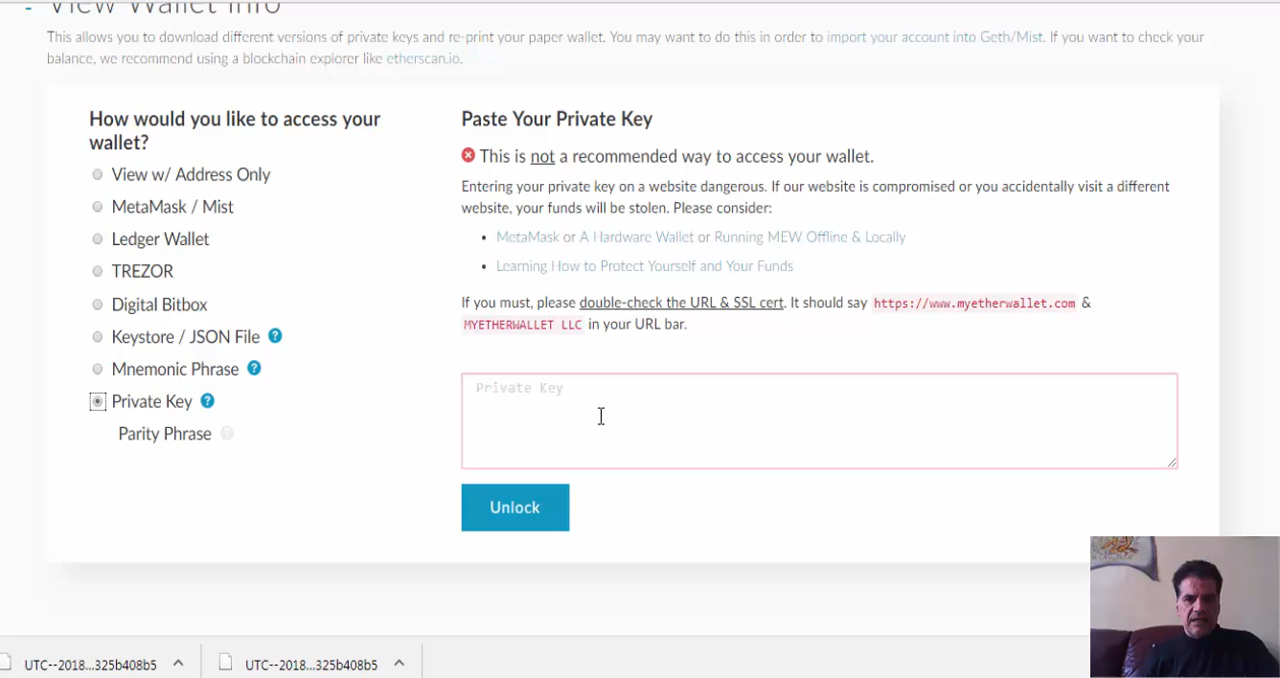 View Wallet Info
This allows you to download different versions of private keys and re-print your paper wallet. You may want to do this in order to import your account into Geth/Mist. If you want to check your
balance, we recommend using a blockchain explorer like etherscan.io.
How would you like to access your
wallet?
View w/ Address Only
MetaMask / Mist
Ledger Wallet
TREZOR
Digital Bitbox
Keystore / JSON File ?
Mnemonic Phrase ?
Private Key ?
Parity Phrase ?
Paste Your Private Key
This is not a recommended way to access your wallet.
Entering your private key on a website dangerous. If our website is compromised or you accidentally visit a different
website, your funds will be stolen. Please consider:
• MetaMask or A Hardware Wallet or Running MEW Offline & Locally
• Learning How to Protect Yourself and Your Funds
If you must, please double-check the URL & SSL cert. It should say https://www.myetherwallet.com &
MYETHERWALLET LLC in your URL bar.
Private Key
Unlock
UTC--2018...325b408b5
UTC--2018...325b408b5